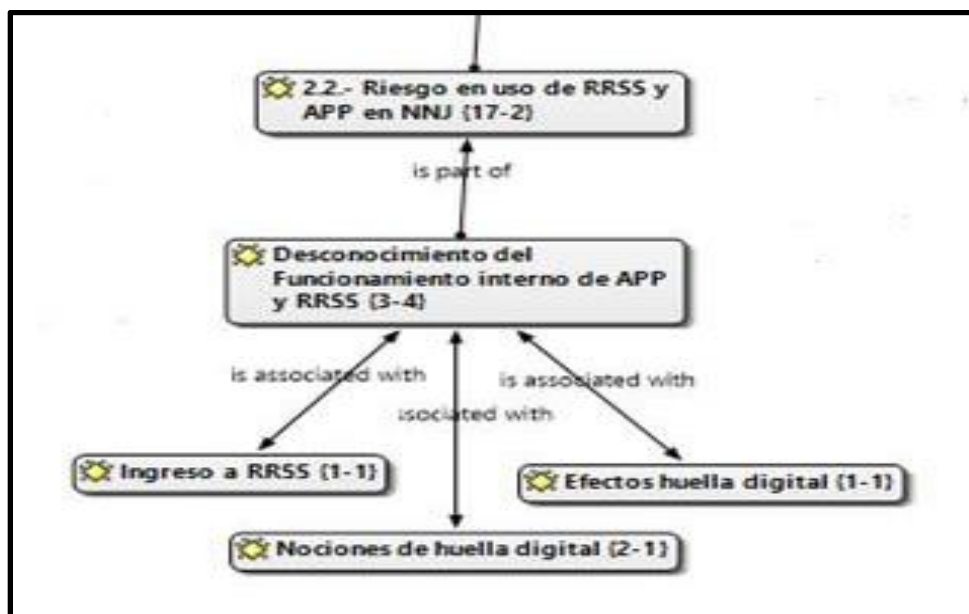 2.2.- Riesgo en uso de RRSS y
APP en NNJ {17-2}
is part of
Desconocimiento del
Funcionamiento interno de APP
y RRSS {3-4}
is associated with
is associated with
sociated with
Ingreso a RRSS {1-1}
Efectos huella digital {1-1}
Nociones de huella digital {2-1}